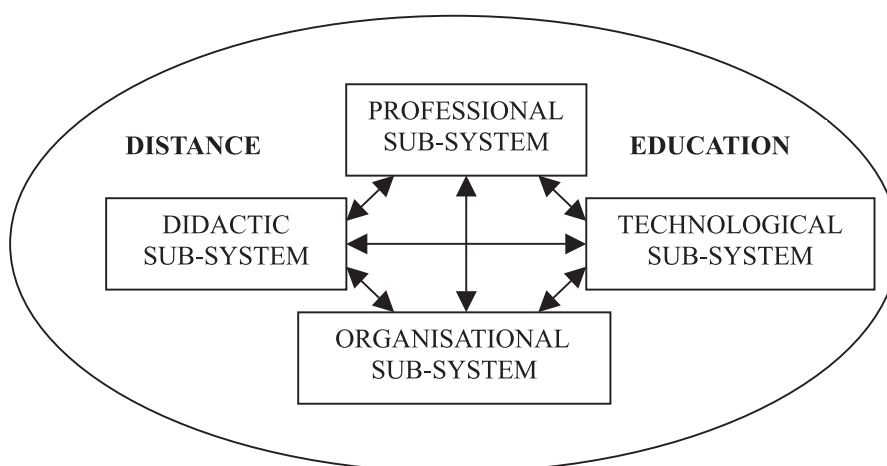 PROFESSIONAL
SUB-SYSTEM
DISTANCE
EDUCATION
DIDACTIC
SUB-SYSTEM
TECHNOLOGICAL
SUB-SYSTEM
ORGANISATIONAL
SUB-SYSTEM